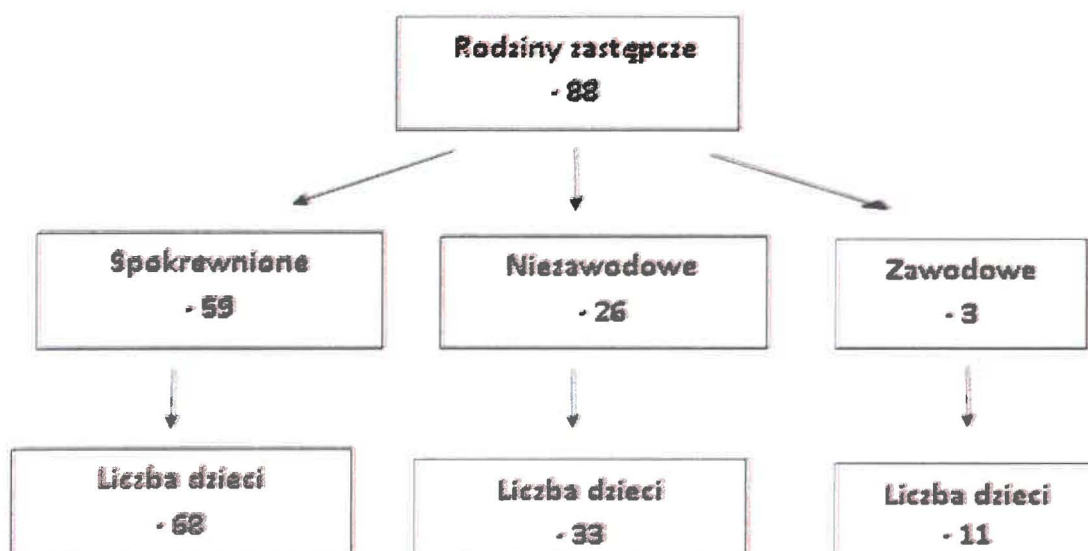 Rodziny zastępcze
- 88
Spokrewnione
- 59
Niezawodowe
- 26
Zawodowe
- 3
Liczba dzieci
- 68
Liczba dzieci
- 33
Liczba dzieci
- 11